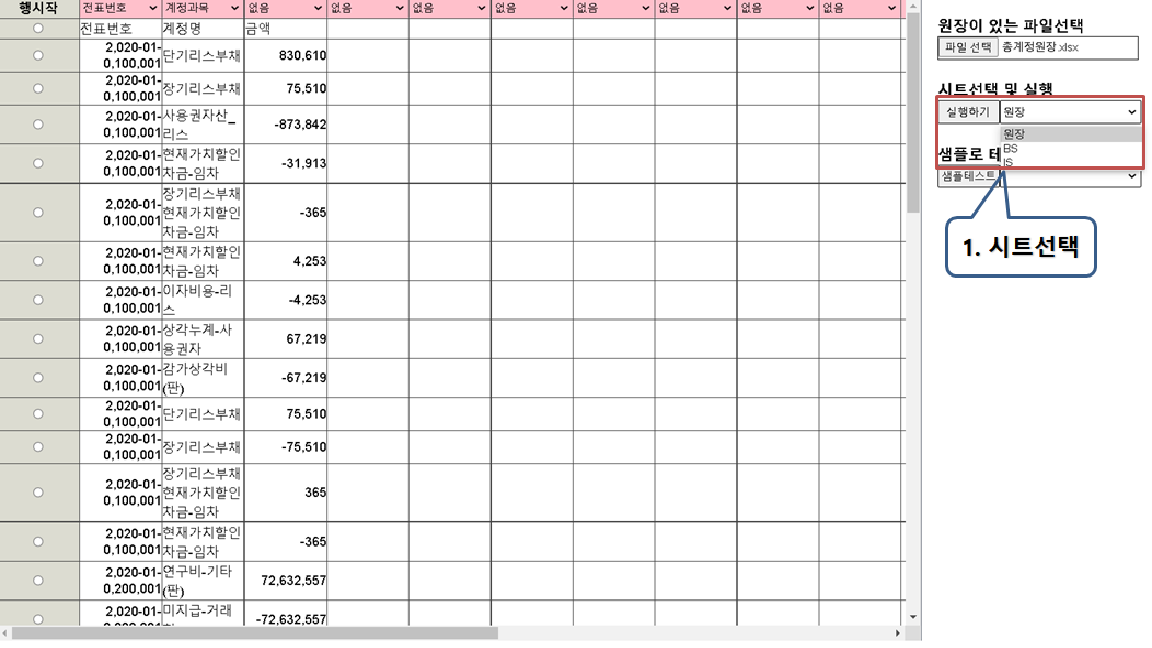 행시작 전표번호 계정과목 없음 없음 없음 없음 없음 없음 없음 없음
전표번호 계정명 금액
2,020-01-
0,100,001 단기리스부채 830,610
2,020-01-
0,100,001 장기리스부채 75,510
2,020-01-
0,100,001 사용권자산_
리스 -873,842
2,020-01-
0,100,001 현재가치할인
차금-임차 -31,913
2,020-01-
0,100,001 장기리스부채
현재가치할인
차금-임차 -365
2,020-01-
0,100,001 현재가치할인
차금-임차 4,253
2,020-01-
0,100,001 이자비용-리
스 -4,253
2,020-01-
0,100,001 상각누계-사
용권자 67,219
2,020-01-
0,100,001 감가상각비
(판) -67,219
2,020-01-
0,100,001 단기리스부채 75,510
2,020-01-
0,100,001 장기리스부채 -75,510
2,020-01-
0,100,001 장기리스부채
현재가치할인
차금-임차 365
2,020-01-
0,100,001 현재가치할인
차금-임차 -365
2,020-01-
0,200,001 연구비-기타
(판) 72,632,557
2,020-01- 미지급-거래
-72,632,557
원장이 있는 파일선택
파일 선택 총계정원장.xlsx
시트선택 및 실행
실행하기 원장
원장
BS
IS
샘플로 테
샘플테스트
1. 시트선택